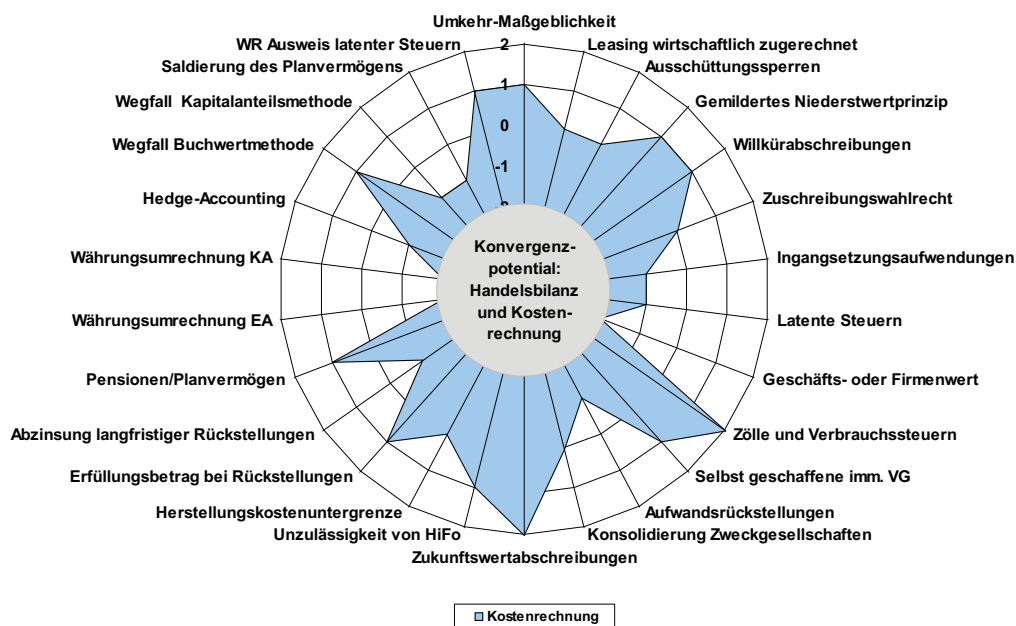 Umkehr-Maßgeblichkeit
WR Ausweis latenter Steuern
2
Leasing wirtschaftlich zugerechnet
Saldierung des Planvermögens
Ausschüttungssperren
Wegfall Kapitalanteilsmethode
1
Gemildertes Niederstwertprinzip
Wegfall Buchwertmethode
0
Willkürabschreibungen
-1
Hedge-Accounting
Zuschreibungswahlrecht
Währungsumrechnung KA
Konvergenz-
potential:
Handelsbilanz
und Kosten-
rechnung
Ingangsetzungsaufwendungen
Währungsumrechnung EA
Latente Steuern
Pensionen/Planvermögen
Geschäfts- oder Firmenwert
Abzinsung langfristiger Rückstellungen
Zölle und Verbrauchssteuern
Erfüllungsbetrag bei Rückstellungen
Selbst geschaffene imm. VG
Herstellungskostenuntergrenze
Aufwandsrückstellungen
Unzulässigkeit von HiFo
Konsolidierung Zweckgesellschaften
Zukunftswertabschreibungen
Kostenrechnung